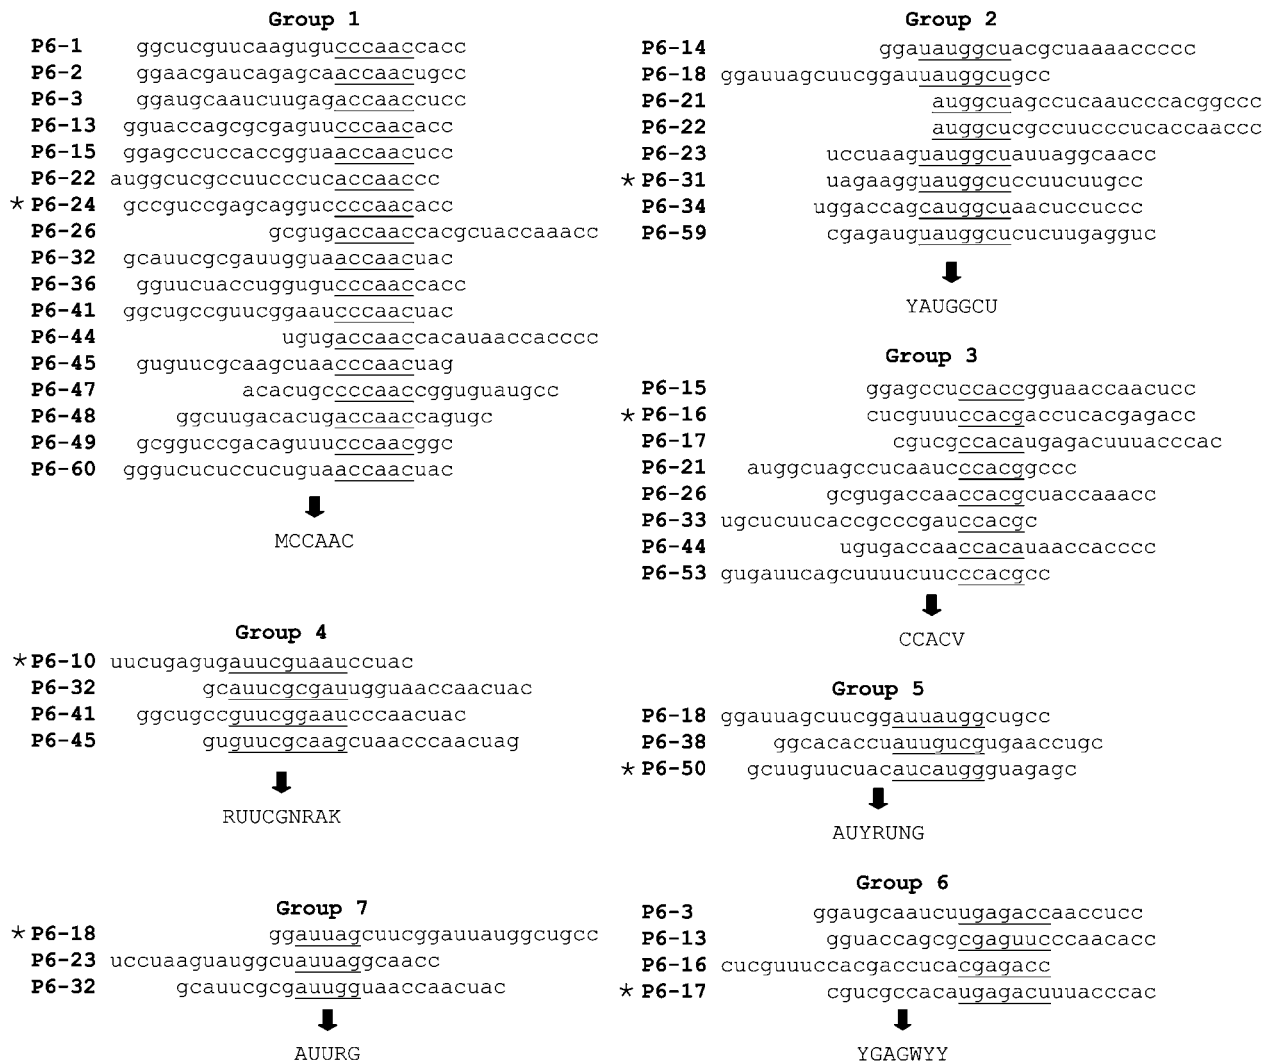 Group 1
P6-1 ggcucguucaagugucccaaccacc
P6-2 ggaacgaucagagcaaccaacugcc
P6-3 ggaugcaaucuugagaccaaccucc
P6-13 gguaccagcgcgaguucccaacacc
P6-15 ggagccuccaccgguaaccaacucc
P6-22 auggcucgccuucccucaccaaccc
* P6-24 gccguccgagcagguccccaacacc
P6-26 gcgugaccaaccacgcuaccaaacc
P6-32 gcauucgcgauugguaaccaacuac
P6-36 gguucuaccuggugucccaaccacc
P6-41 ggcugccguucggaaucccaacuac
P6-44 ugugaccaaccacauaaccacccc
P6-45 guguucgcaagcuaacccaacuag
P6-47 acacugccccaaccgguguaugcc
P6-48 ggcuugacacugaccaaccagugc
P6-49 gcgguccgacaguuucccaacggc
P6-60 gggucucuccucuguaaccaacuac
MCCAAC
Group 2
P6-14 ggauauggcuacgcuaaaaccccc
P6-18 ggauuagcuucggauuauggcugcc
P6-21 auggcuagccucaaucccacggccc
P6-22 auggcucgccuucccucaccaaccc
P6-23 uccuaaguauggcuauuaggcaacc
* P6-31 uagaagguauggcuccuucuugcc
P6-34 uggaccagcauggcuaacuccuccc
P6-59 cgagauguauggcucucuugagguc
YAUGGCU
Group 3
P6-15 ggagccuccaccgguaaccaacucc
* P6-16 cucguuuccacgaccucacgagacc
P6-17 cgucgccacaugagacuuuacccac
P6-21 auggcuagccucaaucccacggccc
P6-26 gcgugaccaaccacgcuaccaaacc
P6-33 ugcucuucaccgcccgauccacgc
P6-44 ugugaccaaccacauaaccacccc
P6-53 gugauucagcuuuucuucccacgcc
CCACV
Group 4
* P6-10 uucugagugauucguaauccuac
P6-32 gcauucgcgauugguaaccaacuac
P6-41 ggcugccguucggaaucccaacuac
P6-45 guguucgcaagcuaacccaacuag
RUUCGNRAK
Group 5
P6-18 ggauuagcuucggauuauggcugcc
P6-38 ggcacaccuauugucgugaaccugc
* P6-50 gcuuguucuacaucauggguagagc
AUYRUNG
Group 7
* P6-18 ggauuagcuucggauuauggcugcc
P6-23 uccuaaguauggcuauuaggcaacc
P6-32 gcauucgcgauugguaaccaacuac
AUURG
Group 6
P6-3 ggaugcaaucuugagaccaaccucc
P6-13 gguaccagcgcgaguucccaacacc
P6-16 cucguuuccacgaccucacgagacc
* P6-17 cgucgccacaugagacuuuacccac
YGAGWYY